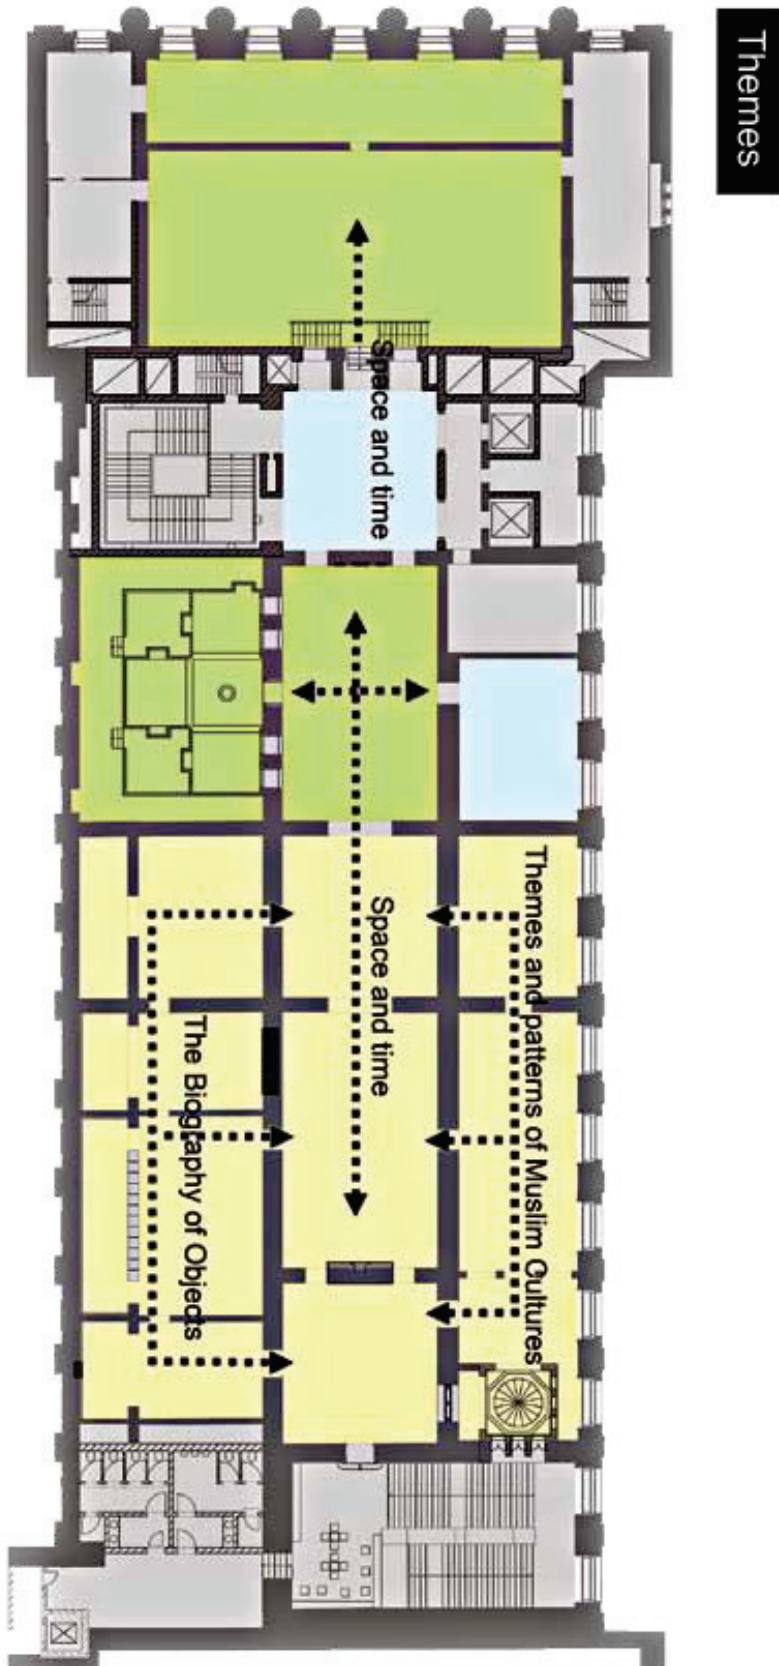 Themes
Space and time
Space and time
Themes and patterns of Muslim Cultures
The Biography of Objects